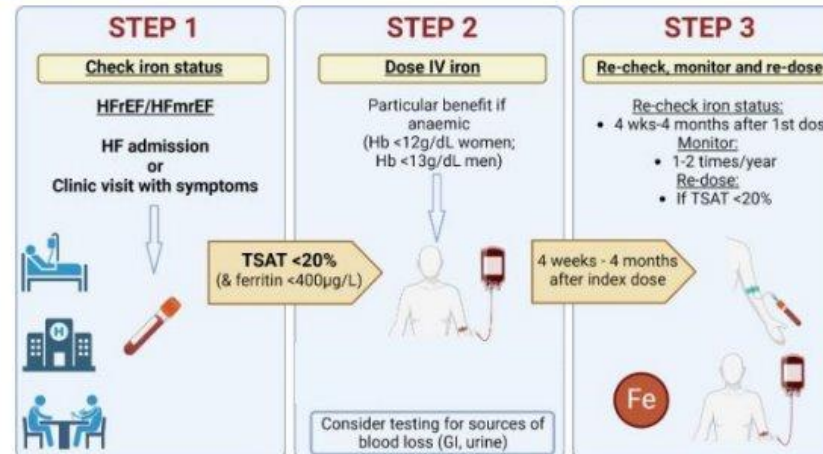 STEP 1
Check iron status
HFrEF/HFmrEF
HF admission
or
Clinic visit with symptoms
H
TSAT <20%
(& ferritin <400µg/L)
STEP 2
Dose IV iron
Particular benefit if
anaemic
(Hb <12g/dL women;
Hb <13g/dL men)
Consider testing for sources of
blood loss (GI, urine)
4 weeks - 4 months
after index dose
STEP 3
Re-check, monitor and re-dose
Re-check iron status:
• 4 wks-4 months after 1st dos
Monitor:
• 1-2 times/year
Re-dose:
• If TSAT <20%
Fe